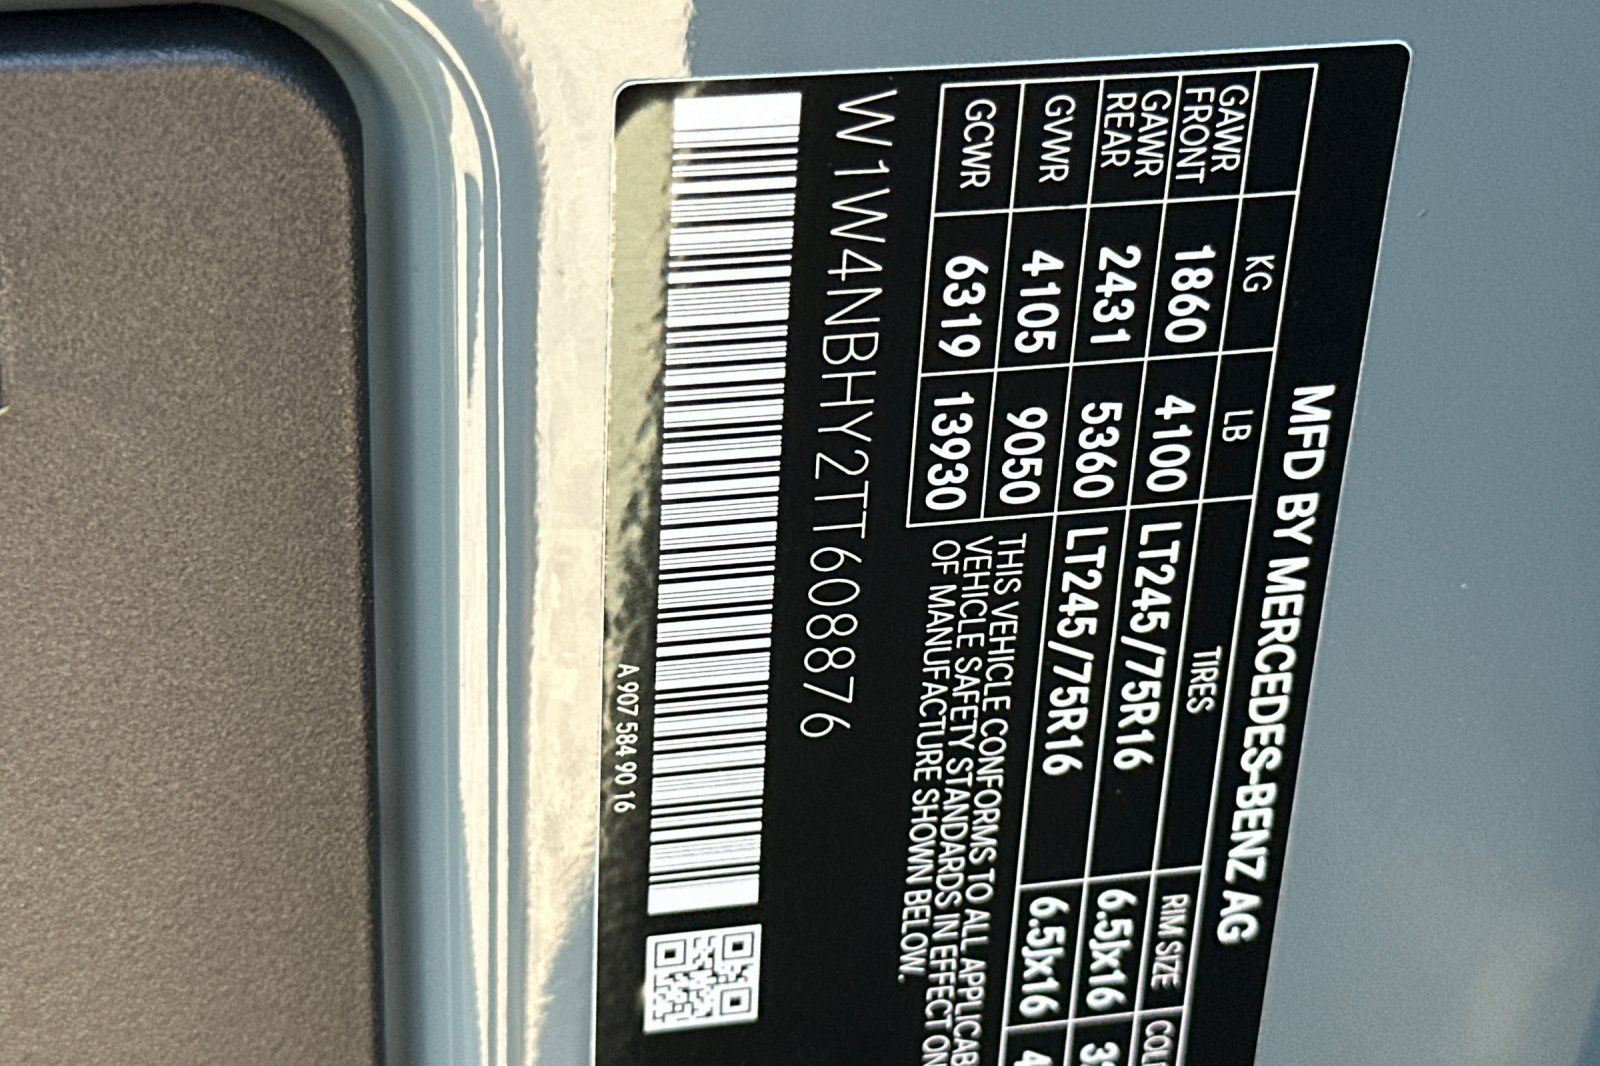 MFD BY MERCEDES-BENZ AG
KG LB TIRES RIM SIZE
GAWR FRONT 1860 4100 LT245/75R16 6.5Jx16
GAWR REAR 2431 5360 LT245/75R16 6.5Jx16
GVWR 4105 9050
GCWR 6319 13930
THIS VEHICLE CONFORMS TO ALL APPLICAB
VEHICLE SAFETY STANDARDS IN EFFECT ON
OF MANUFACTURE SHOWN BELOW.
W1W4NBHY2TT608876
A 907 584 90 16